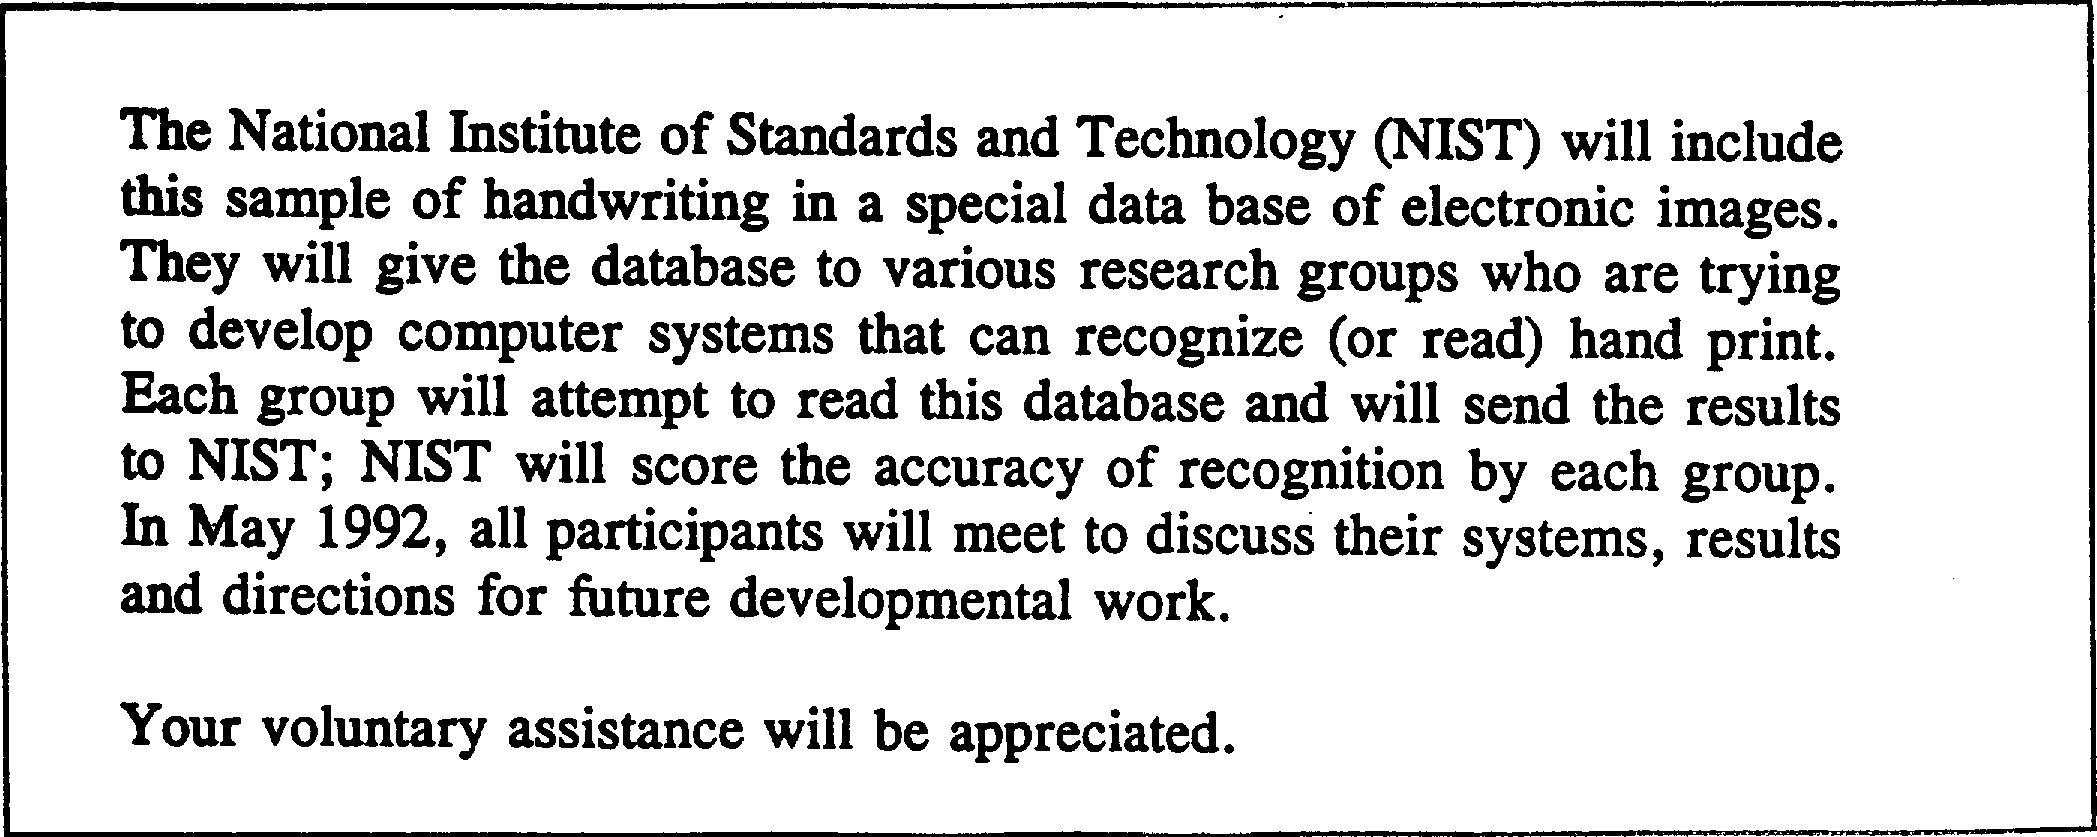 The National Institute of Standards and Technology (NIST) will include
this sample of handwriting in a special data base of electronic images.
They will give the database to various research groups who are trying
to develop computer systems that can recognize (or read) hand print.
Each group will attempt to read this database and will send the results
to NIST; NIST will score the accuracy of recognition by each group.
In May 1992, all participants will meet to discuss their systems, results
and directions for future developmental work.

Your voluntary assistance will be appreciated.